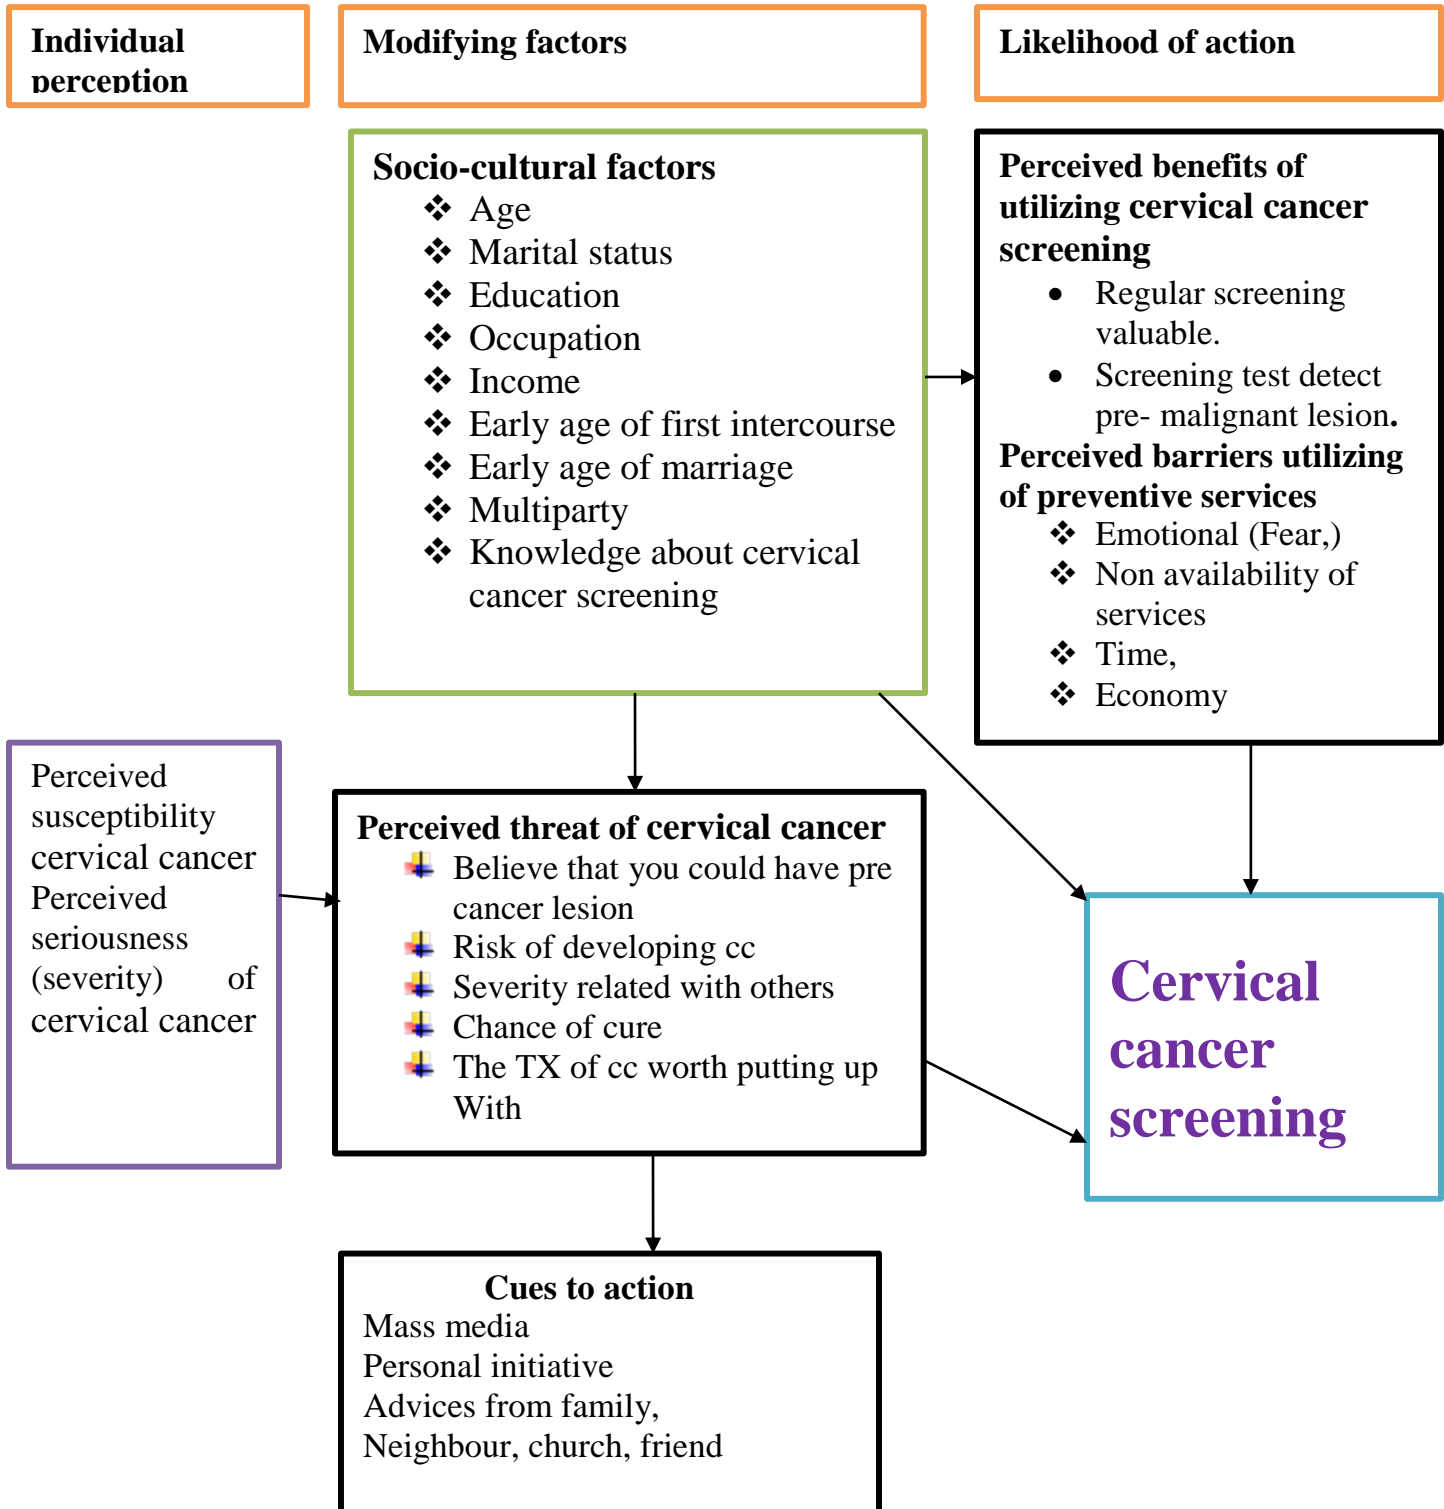 Individual
perception
Modifying factors
Likelihood of action
Socio-cultural factors
❖ Age
❖ Marital status
❖ Education
❖ Occupation
❖ Income
❖ Early age of first intercourse
❖ Early age of marriage
❖ Multiparty
❖ Knowledge about cervical
cancer screening
Perceived benefits of
utilizing cervical cancer
screening
• Regular screening
valuable.
• Screening test detect
pre- malignant lesion.
Perceived barriers utilizing
of preventive services
❖ Emotional (Fear,)
❖ Non availability of
services
❖ Time,
❖ Economy
Perceived
susceptibility
cervical cancer
Perceived
seriousness
(severity) of
cervical cancer
Perceived threat of cervical cancer
Believe that you could have pre
cancer lesion
Risk of developing cc
Severity related with others
Chance of cure
The TX of cc worth putting up
With
Cervical
cancer
screening
Cues to action
Mass media
Personal initiative
Advices from family,
Neighbour, church, friend